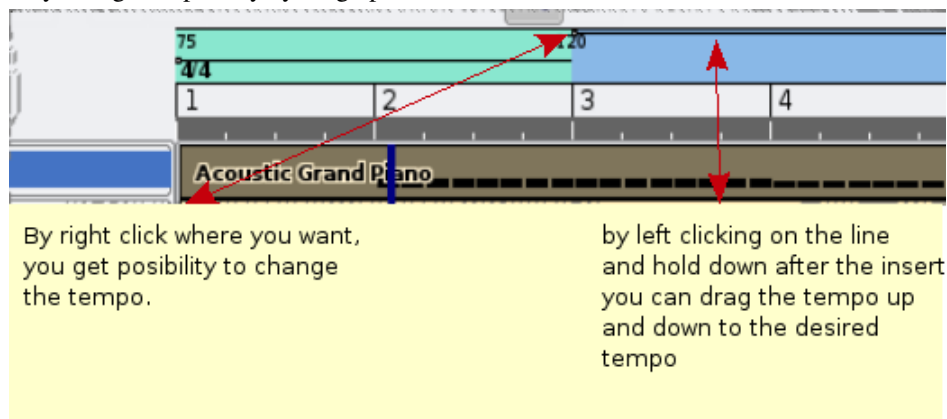 75
120
4/4
1 2 3 4
Acoustic Grand Piano
By right click where you want,
you get posibility to change
the tempo.
by left clicking on the line
and hold down after the insert
you can drag the tempo up
and down to the desired
tempo